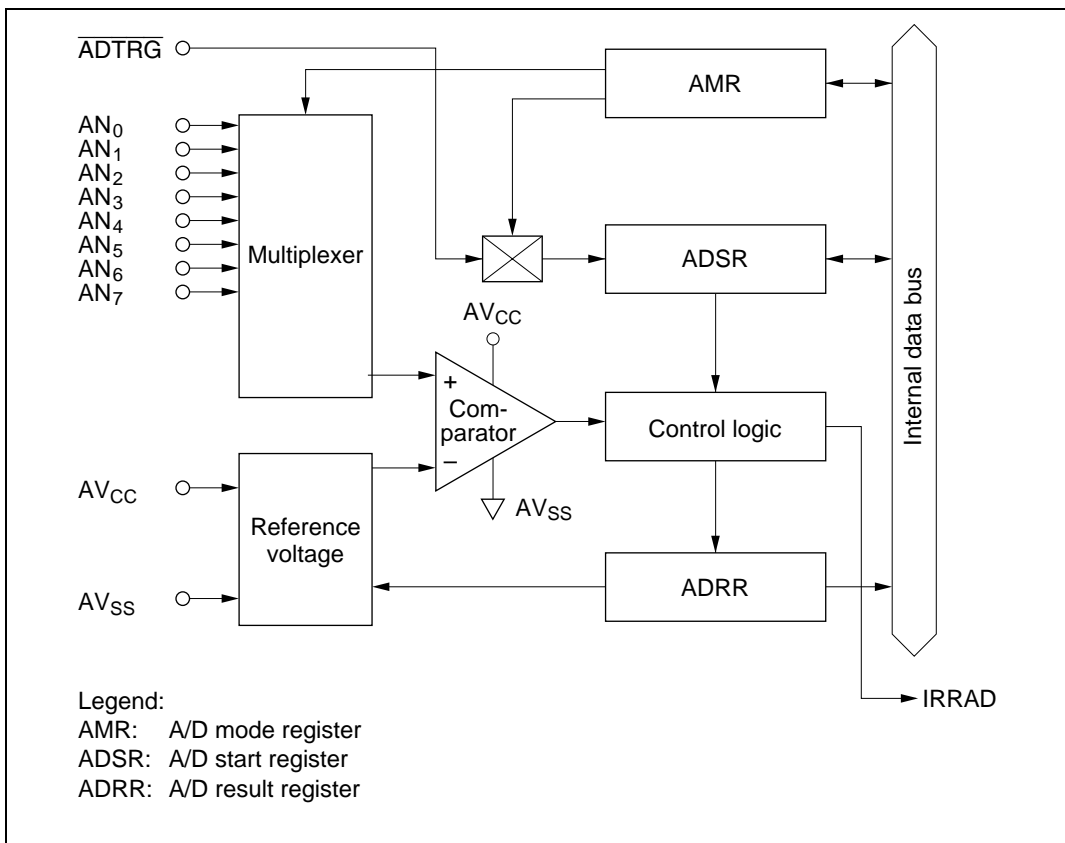 ADTRG
AMR
AN0
AN1
AN2
AN3
AN4
AN5
AN6
AN7
Multiplexer
ADSR
Internal data bus
AVCC
+
Com-
parator
−
Control logic
AVCC
AVSS
Reference
voltage
ADRR
AVSS
IRRAD
Legend:
AMR: A/D mode register
ADSR: A/D start register
ADRR: A/D result register